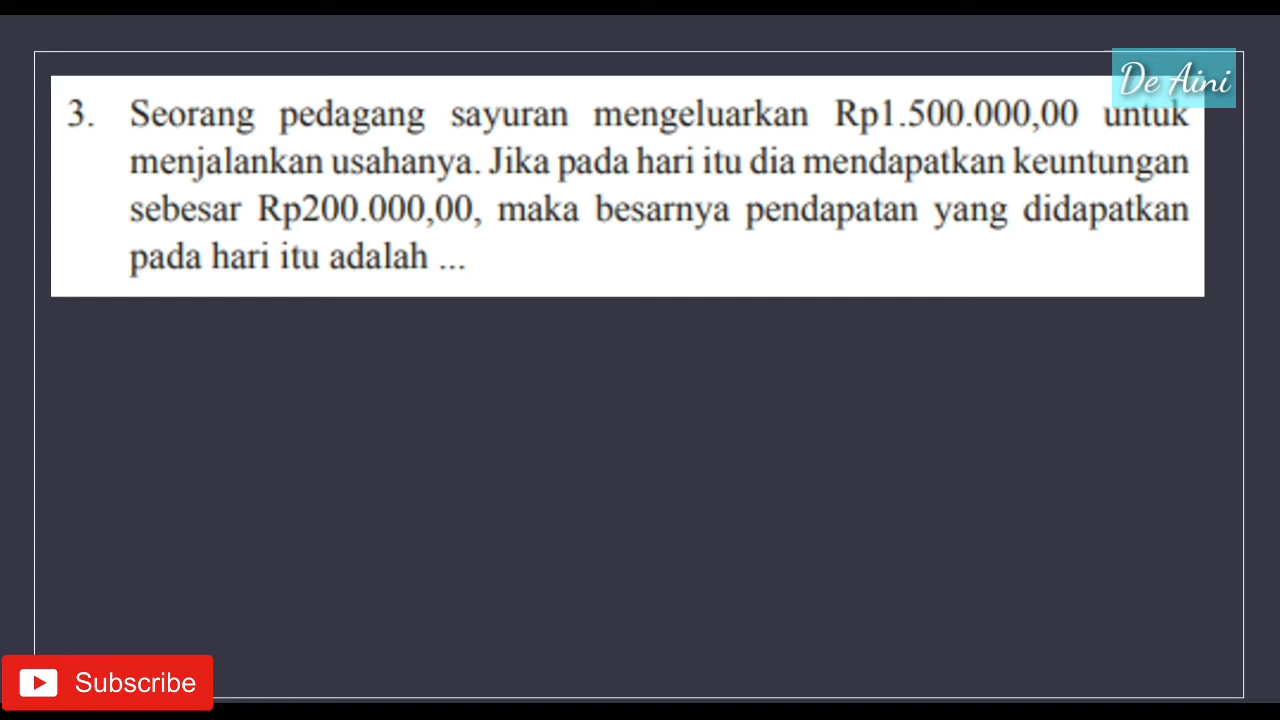 De Aini
3. Seorang pedagang sayuran mengeluarkan Rp1.500.000,00 untuk
menjalankan usahanya. Jika pada hari itu dia mendapatkan keuntungan
sebesar Rp200.000,00, maka besarnya pendapatan yang didapatkan
pada hari itu adalah ...
Subscribe